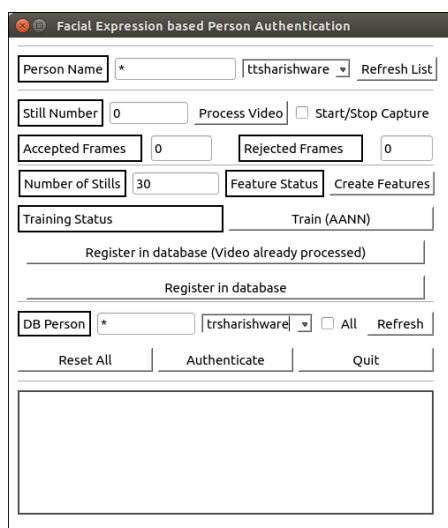 Facial Expression based Person Authentication
Person Name * ttsharishware Refresh List
Still Number 0 Process Video Start/Stop Capture
Accepted Frames 0 Rejected Frames 0
Number of Stills 30 Feature Status Create Features
Training Status Train (AANN)
Register in database (Video already processed)
Register in database
DB Person * trsharishware All Refresh
Reset All Authenticate Quit